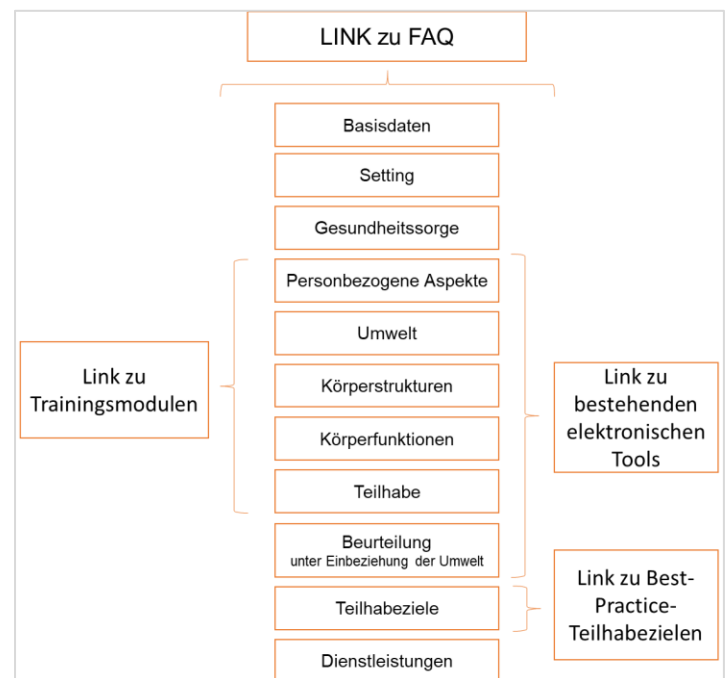 LINK zu FAQ
Basisdaten
Setting
Gesundheitssorge
Personbezogene Aspekte
Umwelt
Körperstrukturen
Körperfunktionen
Teilhabe
Beurteilung
unter Einbeziehung der Umwelt
Teilhabeziele
Dienstleistungen
Link zu
Trainingsmodulen
Link zu
bestehenden
elektronischen
Tools
Link zu Best-
Practice-
Teilhabezielen